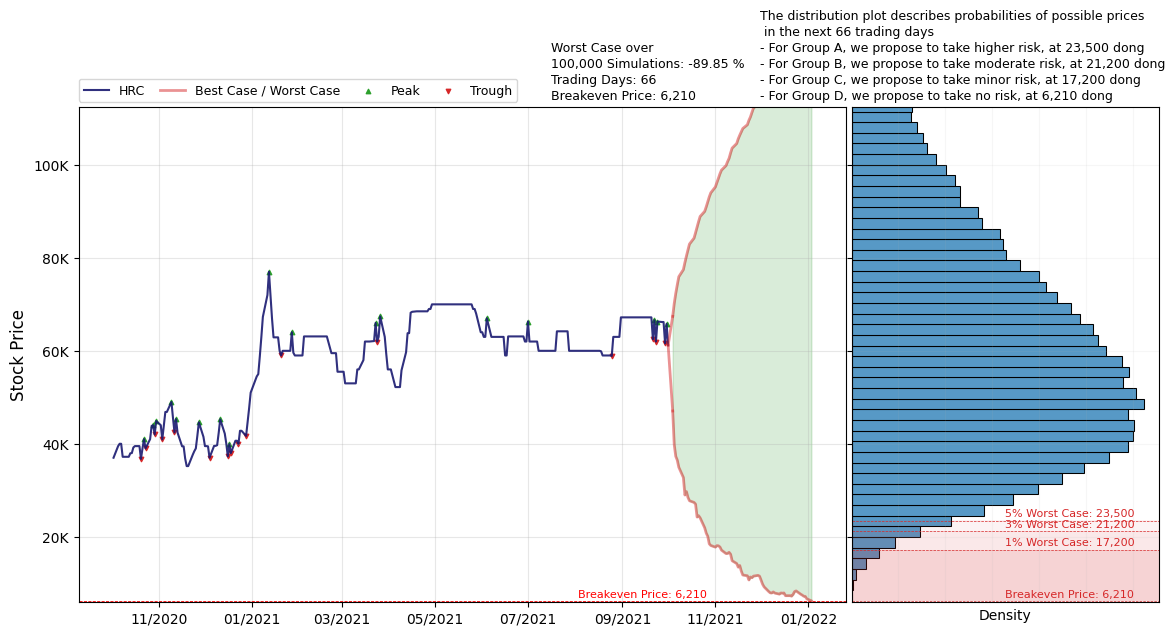 The distribution plot describes probabilities of possible prices
in the next 66 trading days
- For Group A, we propose to take higher risk, at 23,500 dong
- For Group B, we propose to take moderate risk, at 21,200 dong
- For Group C, we propose to take minor risk, at 17,200 dong
- For Group D, we propose to take no risk, at 6,210 dong
Worst Case over
100,000 Simulations: -89.85 %
Trading Days: 66
Breakeven Price: 6,210
HRC
Best Case / Worst Case
Peak
Trough
Stock Price
100K
80K
60K
40K
20K
Breakeven Price: 6,210
11/2020
01/2021
03/2021
05/2021
07/2021
09/2021
11/2021
01/2022
5% Worst Case: 23,500
3% Worst Case: 21,200
1% Worst Case: 17,200
Breakeven Price: 6,210
Density